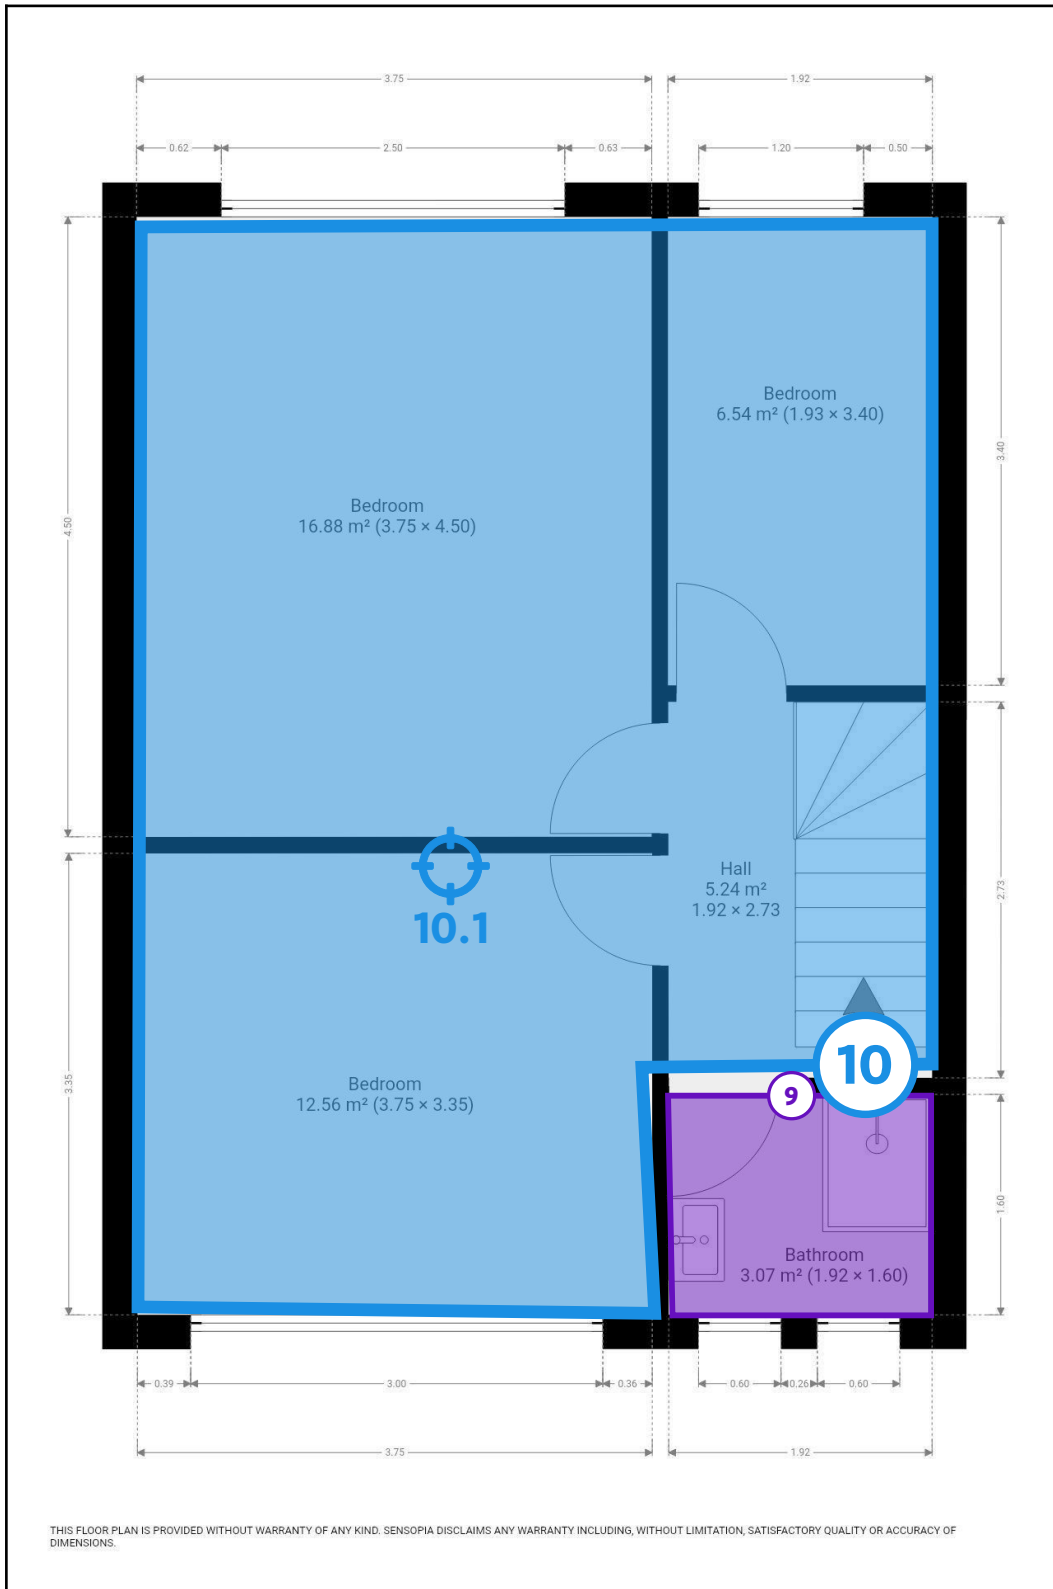 3.75
1.92
0.62
2.50
0.63
1.20
0.50
Bedroom
6.54 m² (1.93 × 3.40)
3.40
Bedroom
16.88 m² (3.75 × 4.50)
4.50
Hall
5.24 m²
1.92 × 2.73
2.73
10.1
10
9
Bedroom
12.56 m² (3.75 × 3.35)
3.35
1.60
Bathroom
3.07 m² (1.92 × 1.60)
0.39
3.00
0.36
0.60
0.26
0.60
3.75
1.92
THIS FLOOR PLAN IS PROVIDED WITHOUT WARRANTY OF ANY KIND. SENSOPIA DISCLAIMS ANY WARRANTY INCLUDING, WITHOUT LIMITATION, SATISFACTORY QUALITY OR ACCURACY OF
DIMENSIONS.